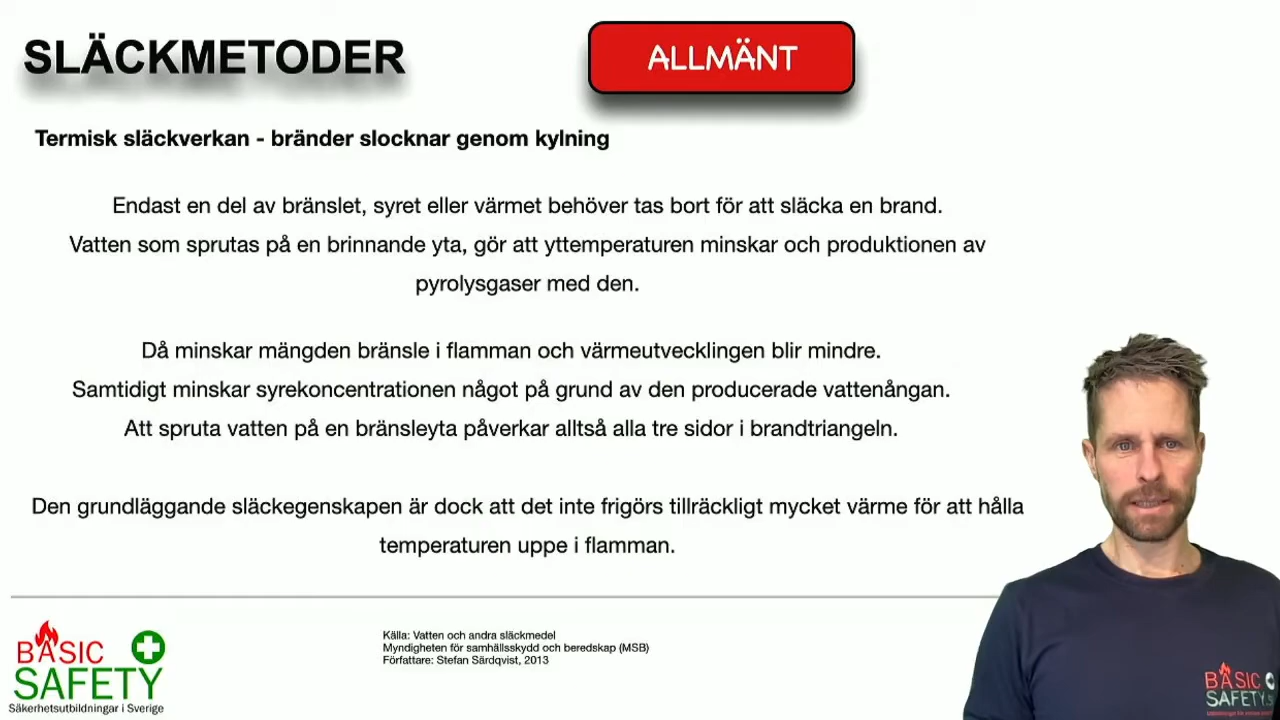 SLÄCKMETODER
ALLMÄNT
Termisk släckverkan - bränder slocknar genom kylning
Endast en del av bränslet, syret eller värmet behöver tas bort för att släcka en brand.
Vatten som sprutas på en brinnande yta, gör att yttemperaturen minskar och produktionen av
pyrolysgaser med den.
Då minskar mängden bränsle i flamman och värmeutvecklingen blir mindre.
Samtidigt minskar syrekoncentrationen något på grund av den producerade vattenångan.
Att spruta vatten på en bränsleyta påverkar alltså alla tre sidor i brandtriangeln.
Den grundläggande släckegenskapen är dock att det inte frigörs tillräckligt mycket värme för att hålla
temperaturen uppe i flamman.
BASIC
SAFETY
Säkerhetsutbildningar i Sverige
Källa: Vatten och andra släckmedel
Myndigheten för samhällsskydd och beredskap (MSB)
Författare: Stefan Särdqvist, 2013
BASIC
SAFETY